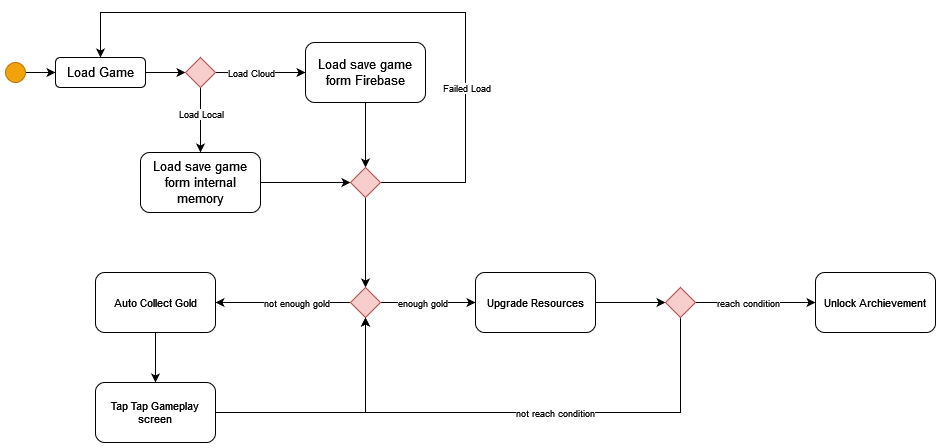 Load Game
Load Cloud
Load save game
form Firebase
Failed Load
Load Local
Load save game
form internal
memory
Auto Collect Gold
not enough gold
enough gold
Upgrade Resources
reach condition
Unlock Archievement
Tap Tap Gameplay
screen
not reach condition